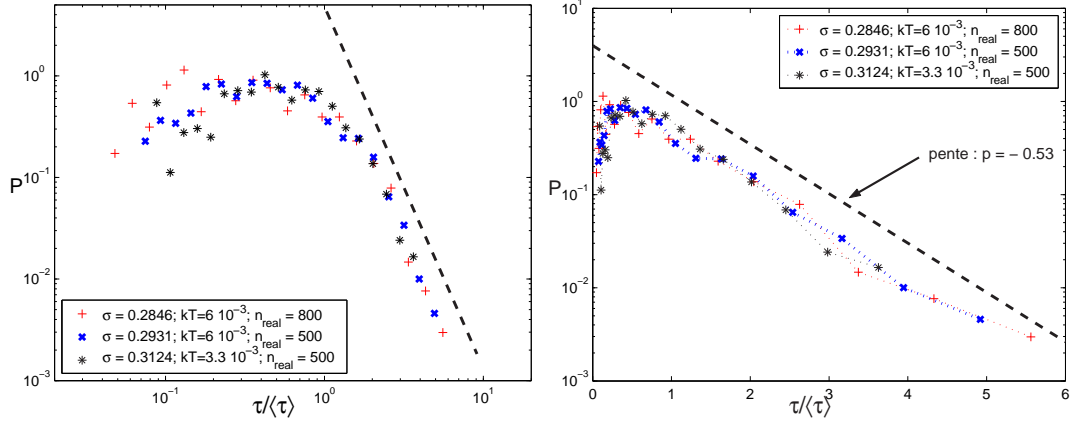 10¹
10⁰
10⁻¹
10⁻²
10⁻³
P
10⁻¹
10⁰
10¹
τ/⟨τ⟩
σ = 0.2846; kT=6 10⁻³; n_real = 800
σ = 0.2931; kT=6 10⁻³; n_real = 500
σ = 0.3124; kT=3.3 10⁻³; n_real = 500
10¹
10⁰
10⁻¹
10⁻²
10⁻³
P
0
1
2
3
4
5
6
τ/⟨τ⟩
σ = 0.2846; kT=6 10⁻³; n_real = 800
σ = 0.2931; kT=6 10⁻³; n_real = 500
σ = 0.3124; kT=3.3 10⁻³; n_real = 500
pente : p = − 0.53